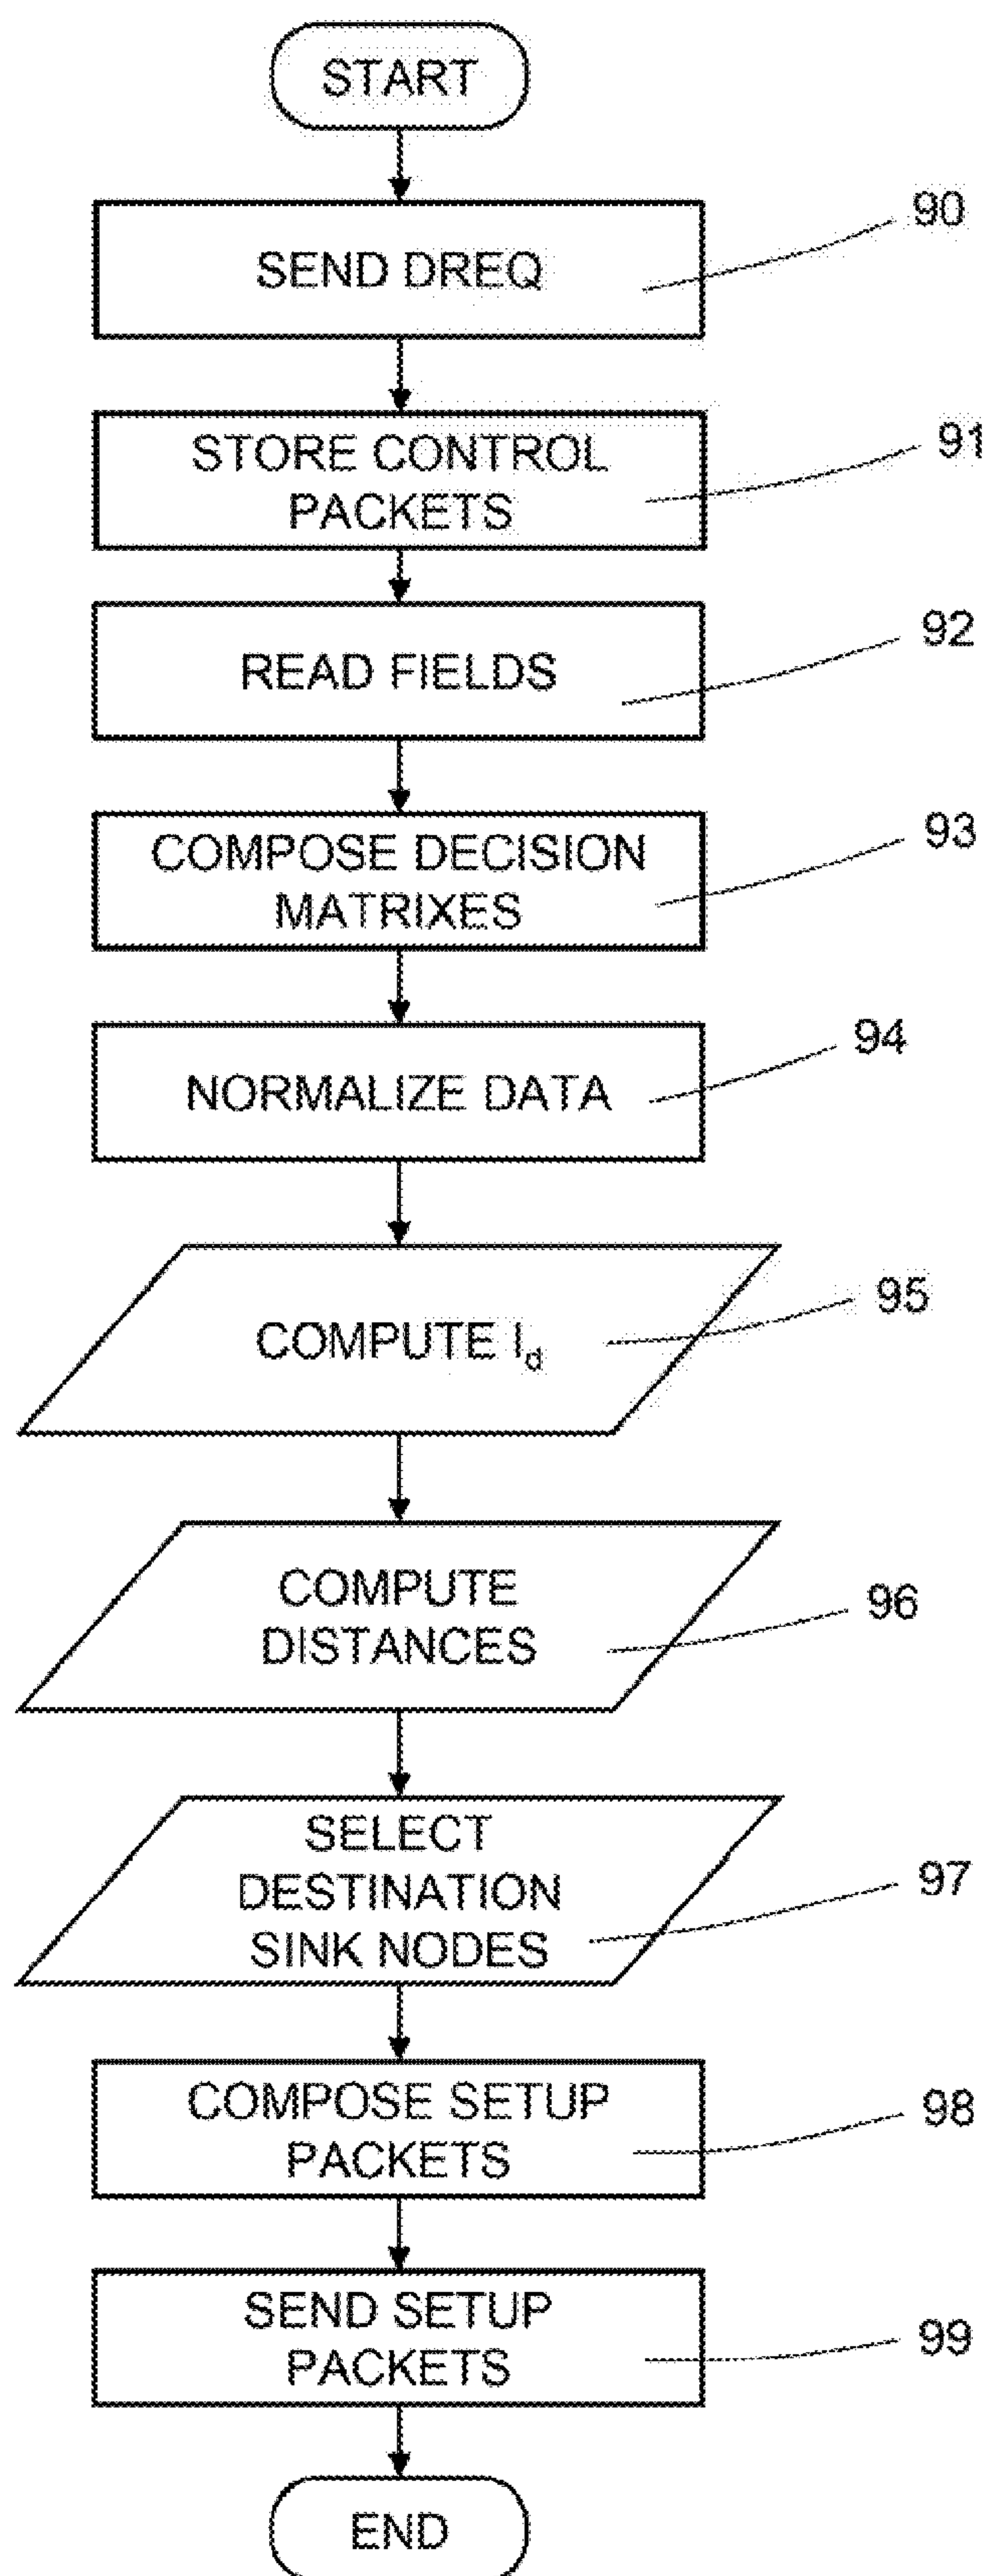 START
SEND DREQ
90
STORE CONTROL
PACKETS
91
READ FIELDS
92
COMPOSE DECISION
MATRIXES
93
NORMALIZE DATA
94
COMPUTE Id
95
COMPUTE
DISTANCES
96
SELECT
DESTINATION
SINK NODES
97
COMPOSE SETUP
PACKETS
98
SEND SETUP
PACKETS
99
END